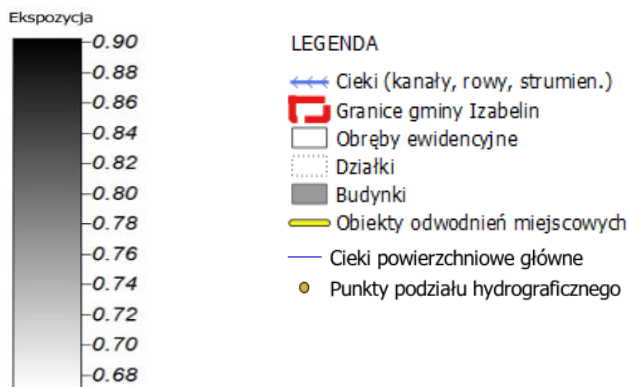 Ekspozycja
0.90
0.88
0.86
0.84
0.82
0.80
0.78
0.76
0.74
0.72
0.70
0.68
LEGENDA
Cieki (kanały, rowy, strumien.)
Granice gminy Izabelin
Obręby ewidencyjne
Działki
Budynki
Obiekty odwodnień miejscowych
Cieki powierzchniowe główne
Punkty podziału hydrograficznego